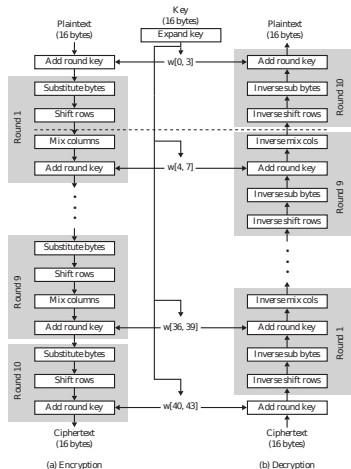 Plaintext
(16 bytes)
Add round key
Round 1
Substitute bytes
Shift rows
Mix columns
Add round key
Round 9
Substitute bytes
Shift rows
Mix columns
Add round key
Round 10
Substitute bytes
Shift rows
Add round key
Ciphertext
(16 bytes)
(a) Encryption
Key
(16 bytes)
Expand key
w[0, 3]
w[4, 7]
w[36, 39]
w[40, 43]
Plaintext
(16 bytes)
Add round key
Inverse sub bytes
Inverse shift rows
Round 10
Inverse mix cols
Add round key
Inverse sub bytes
Inverse shift rows
Round 9
Inverse mix cols
Add round key
Inverse sub bytes
Inverse shift rows
Round 1
Add round key
Ciphertext
(16 bytes)
(b) Decryption